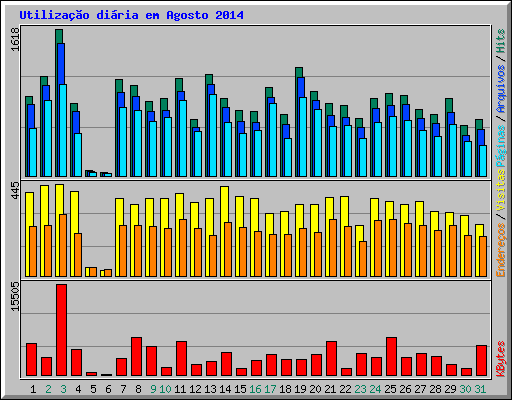 Utilização diária em Agosto 2014
1618
445
15505
Endereços / Visitas Páginas / Arquivos / Hits
KBytes
1 2 3 4 5 6 7 8 9 10 11 12 13 14 15 16 17 18 19 20 21 22 23 24 25 26 27 28 29 30 31